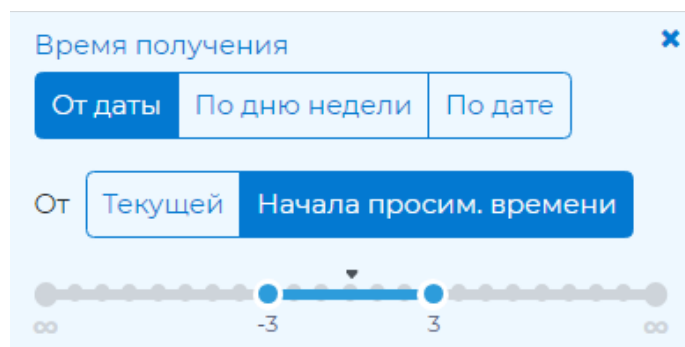 Время получения
От даты По дню недели По дате
От Текущей Начала просим. времени
∞ -3 3 ∞